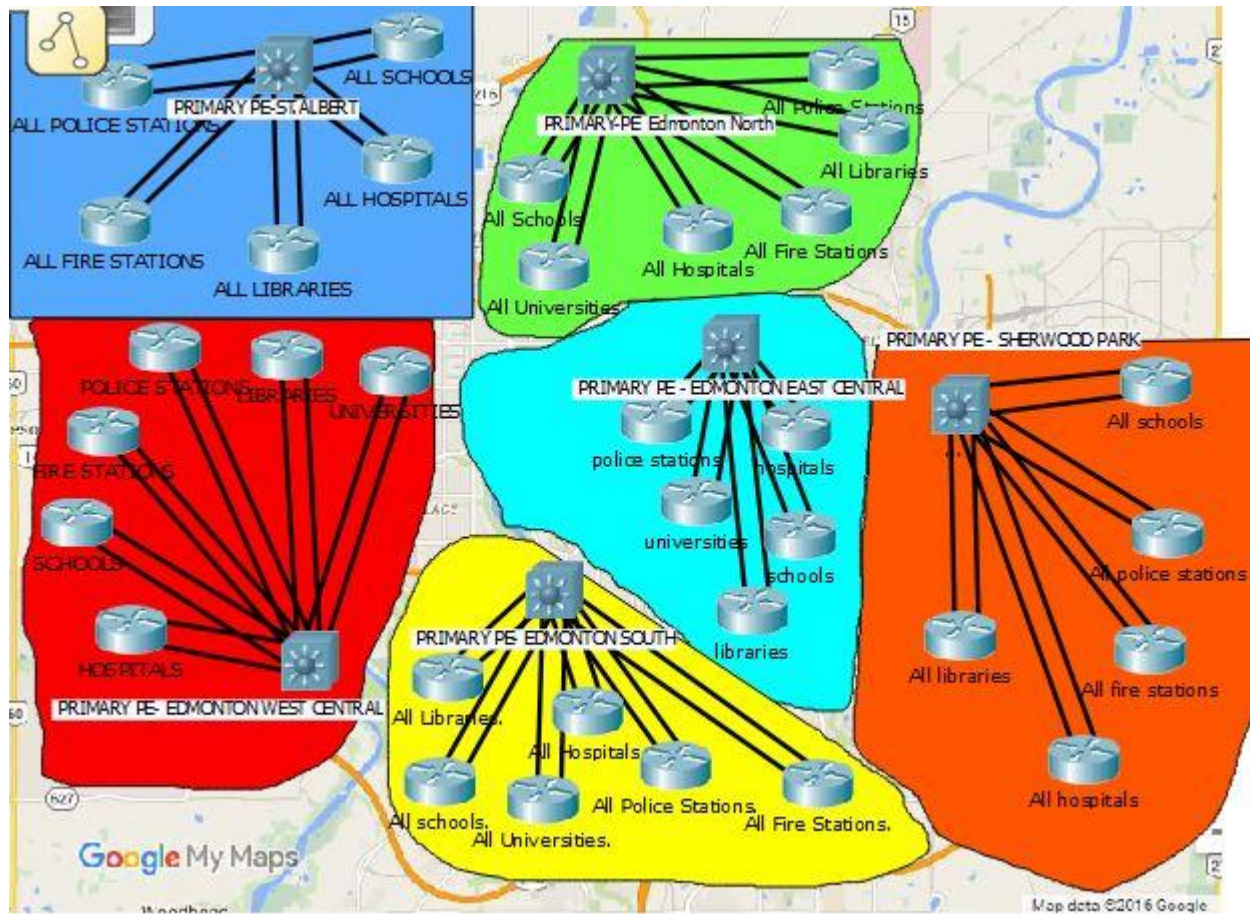 ALL SCHOOLS
PRIMARY PE-ST.ALBERT
ALL POLICE STATIONS
ALL HOSPITALS
ALL FIRE STATIONS
ALL LIBRARIES
15
216
All Police Stations
PRIMARY-PE Edmonton North
All Libraries
All Schools
All Fire Stations
All Hospitals
All Universities
PRIMARY PE - SHERWOOD PARK
POLICE STATIONS
LIBRARIES
UNIVERSITIES
PRIMARY PE - EDMONTON EAST CENTRAL
All schools
FIRE STATIONS
police stations
hospitals
universities
SCHOOLS
schools
All police stations
PRIMARY PE- EDMONTON SOUTH
libraries
HOSPITALS
All libraries
All fire stations
PRIMARY PE- EDMONTON WEST CENTRAL
All Libraries.
All Hospitals
All hospitals
627
All schools.
All Universities.
All Police Stations.
All Fire Stations.
Google My Maps
Map data ©2016 Google